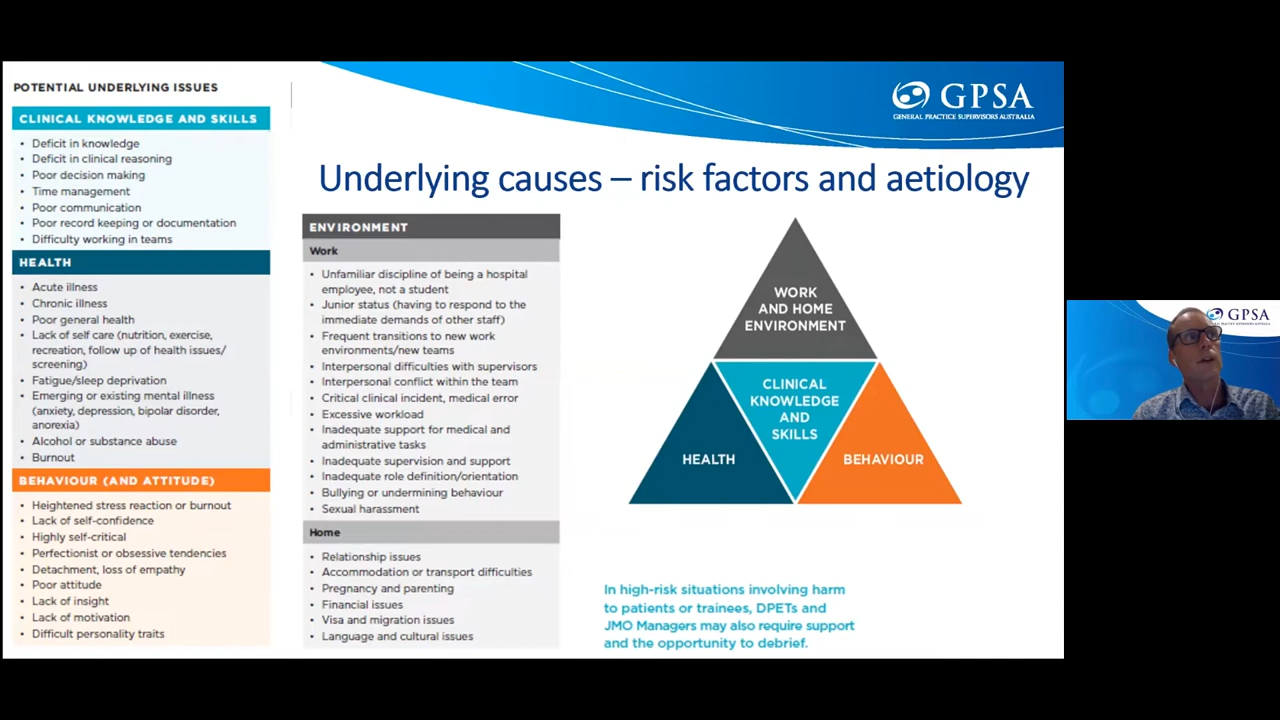 POTENTIAL UNDERLYING ISSUES
CLINICAL KNOWLEDGE AND SKILLS
• Deficit in knowledge
• Deficit in clinical reasoning
• Poor decision making
• Time management
• Poor communication
• Poor record keeping or documentation
• Difficulty working in teams
HEALTH
• Acute illness
• Chronic illness
• Poor general health
• Lack of self care (nutrition, exercise,
recreation, follow up of health issues/
screening)
• Fatigue/sleep deprivation
• Emerging or existing mental illness
(anxiety, depression, bipolar disorder,
anorexia)
• Alcohol or substance abuse
• Burnout
BEHAVIOUR (AND ATTITUDE)
• Heightened stress reaction or burnout
• Lack of self-confidence
• Highly self-critical
• Perfectionist or obsessive tendencies
• Detachment, loss of empathy
• Poor attitude
• Lack of insight
• Lack of motivation
• Difficult personality traits
GPSA
GENERAL PRACTICE SUPERVISORS AUSTRALIA
Underlying causes – risk factors and aetiology
ENVIRONMENT
Work
• Unfamiliar discipline of being a hospital
employee, not a student
• Junior status (having to respond to the
immediate demands of other staff)
• Frequent transitions to new work
environments/new teams
• Interpersonal difficulties with supervisors
• Interpersonal conflict within the team
• Critical clinical incident, medical error
• Excessive workload
• Inadequate support for medical and
administrative tasks
• Inadequate supervision and support
• Inadequate role definition/orientation
• Bullying or undermining behaviour
• Sexual harassment
Home
• Relationship issues
• Accommodation or transport difficulties
• Pregnancy and parenting
• Financial issues
• Visa and migration issues
• Language and cultural issues
WORK
AND HOME
ENVIRONMENT
CLINICAL
KNOWLEDGE
AND
SKILLS
HEALTH
BEHAVIOUR
In high-risk situations involving harm
to patients or trainees, DPETs and
JMO Managers may also require support
and the opportunity to debrief.
GPSA